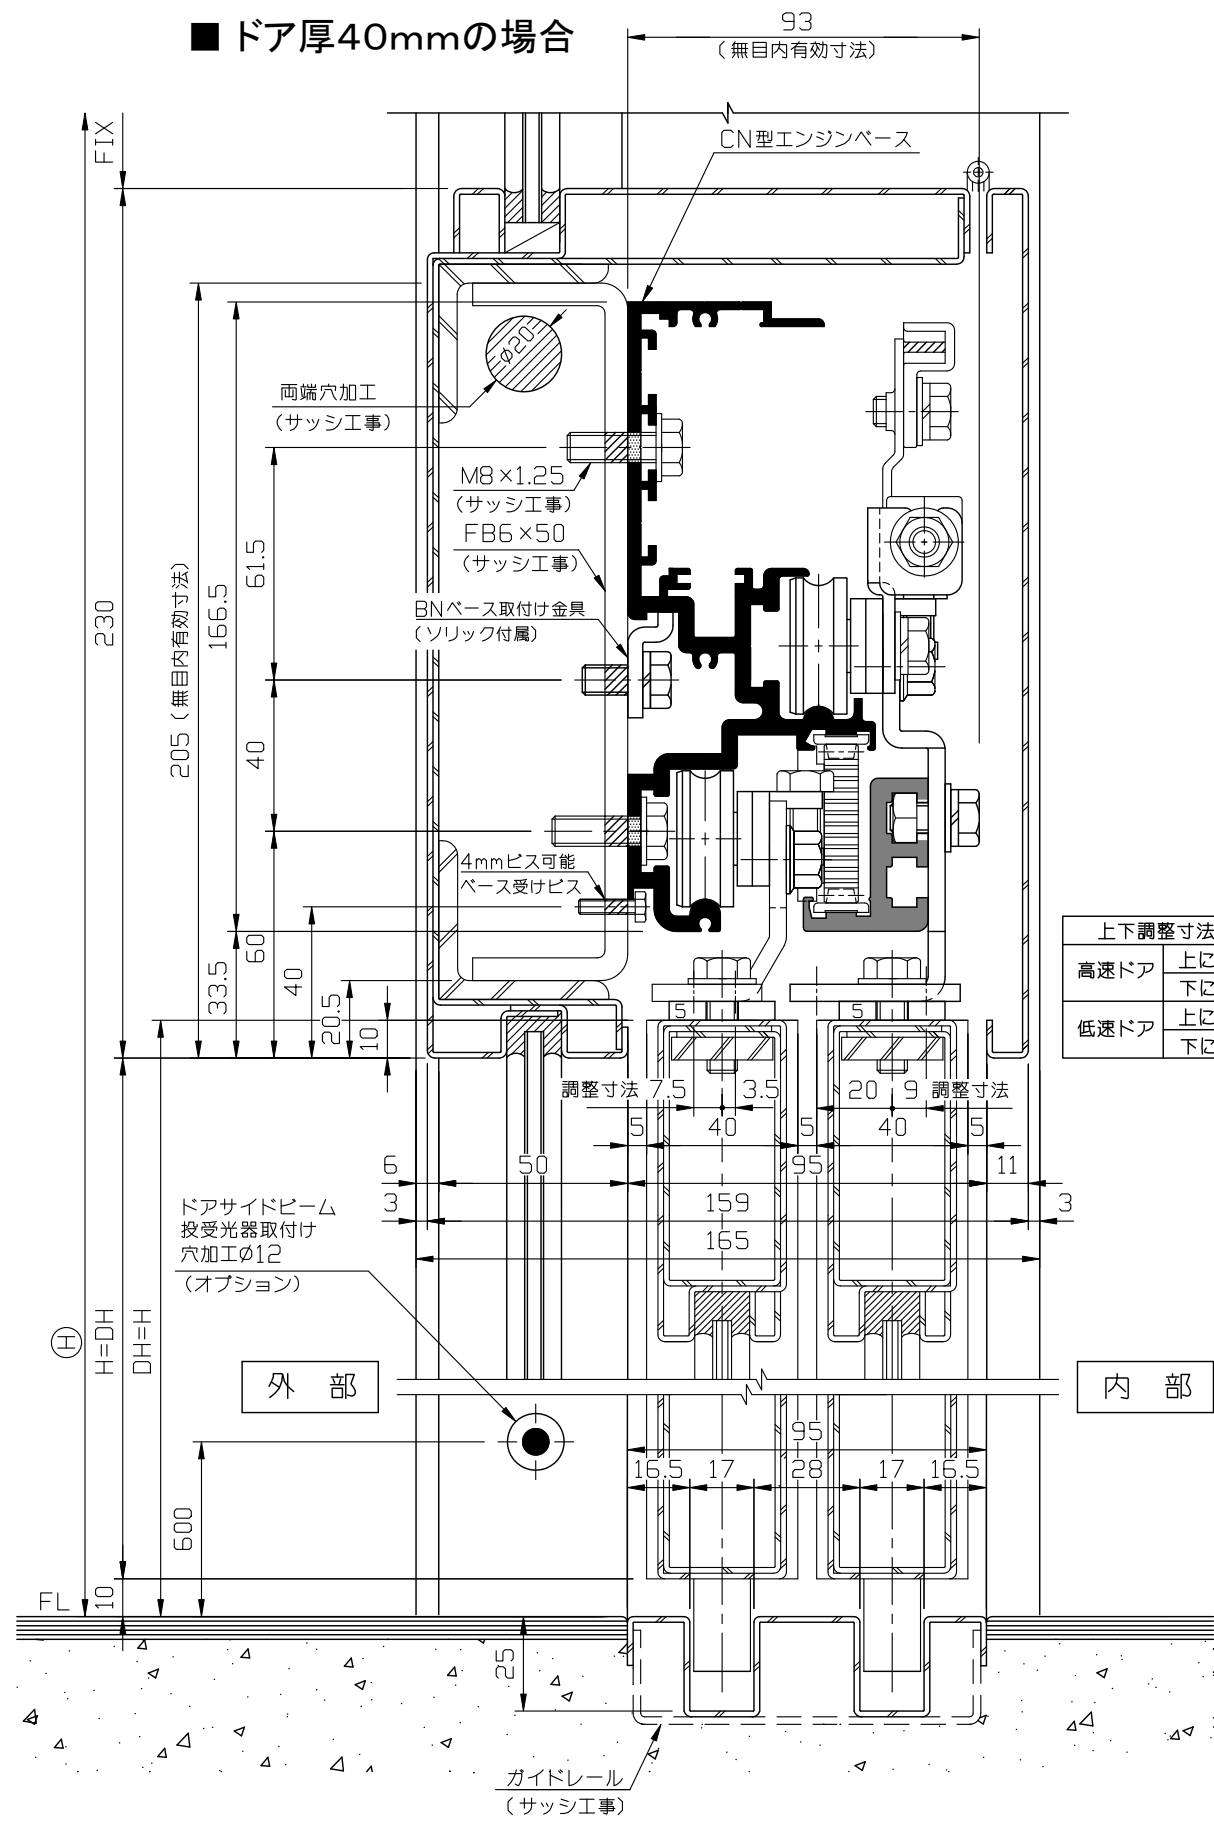 ■ ドア厚40mmの場合
93
(無目内有効寸法)
FIX
CN型エンジンベース
φ20
両端穴加工
(サッシ工事)
M8×1.25
(サッシ工事)
FB6×50
(サッシ工事)
BNベース取付け金具
(ソリック付属)
230
205 (無目内有効寸法)
166.5
61.5
40
60
33.5
40
20.5
10
4mmビス可能
ベース受けビス
上下調整寸法
高速ドア
上に
下に
低速ドア
上に
下に
5
5
調整寸法 7.5
3.5
20
9 調整寸法
5
40
5
40
5
6
50
95
11
3
159
3
165
ドアサイドビーム
投受光器取付け
穴加工φ12
(オプション)
H
H=DH
DH=H
外 部
内 部
95
16.5
17
28
17
16.5
600
10
FL
25
ガイドレール
(サッシ工事)